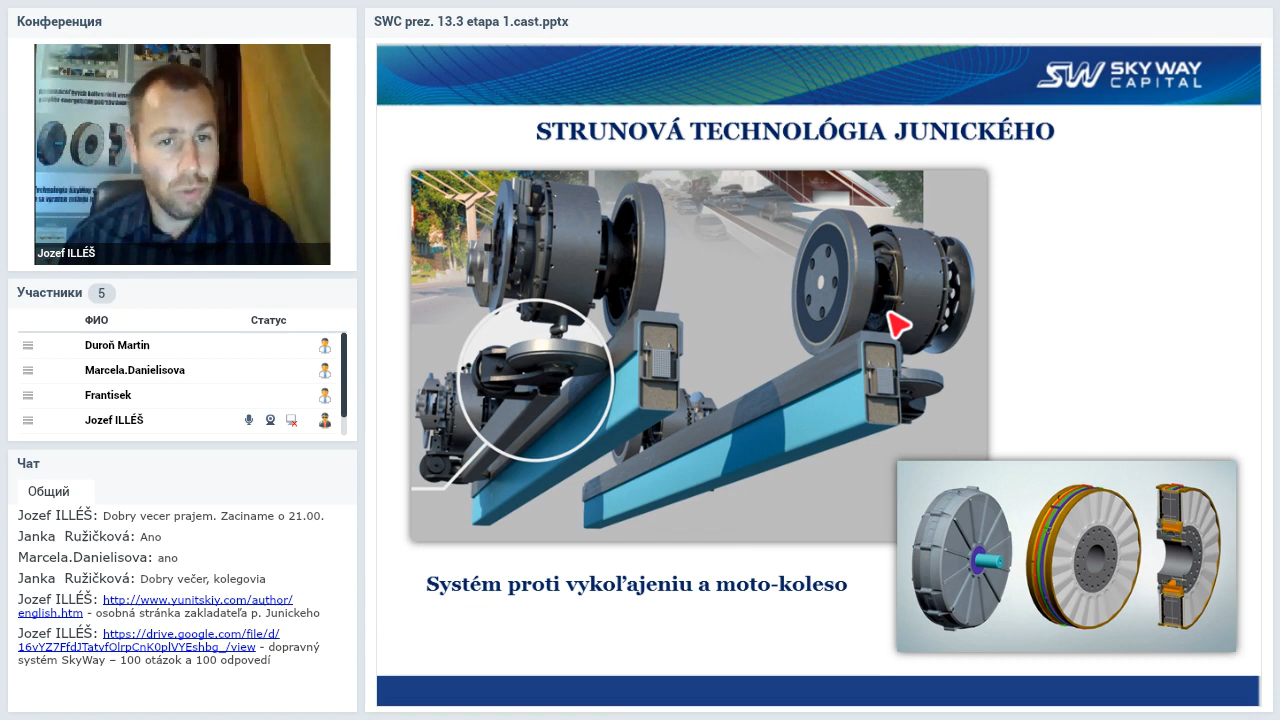 Конференция
Jozef ILLÉŠ
Участники 5
ФИО Статус
Duroň Martin
Marcela.Danielisova
Frantisek
Jozef ILLÉŠ
Чат
Общий
Jozef ILLÉŠ: Dobry vecer prajem. Zaciname o 21.00.
Janka Ružičková: Ano
Marcela.Danielisova: ano
Janka Ružičková: Dobry večer, kolegovia
Jozef ILLÉŠ: http://www.yunitskiy.com/author/
english.htm - osobná stránka zakladateľa p. Junickeho
Jozef ILLÉŠ: https://drive.google.com/file/d/
16vYZ7FfdJTatvfOlrpCnK0plVYEshbg_/view - dopravný
systém SkyWay – 100 otázok a 100 odpovedí
SWC prez. 13.3 etapa 1.cast.pptx
SW SKY WAY
CAPITAL
STRUNOVÁ TECHNOLÓGIA JUNICKÉHO
Systém proti vykoľajeniu a moto-koleso